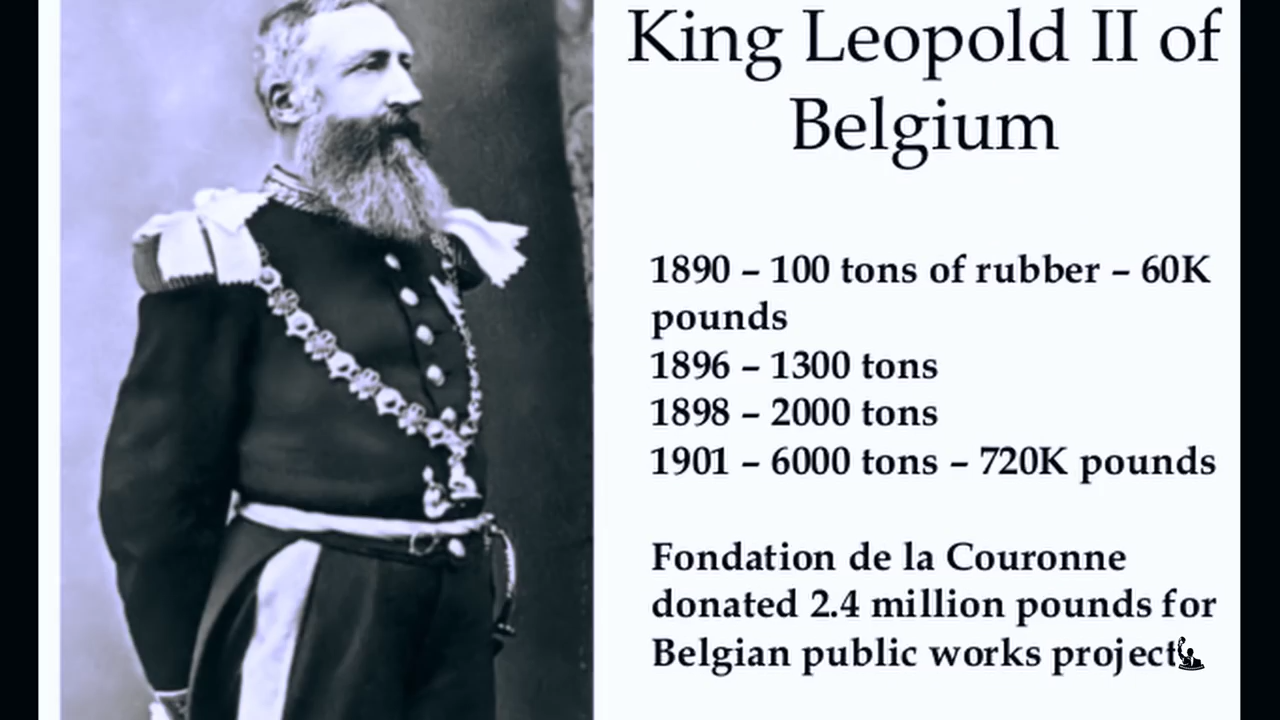 King Leopold II of
Belgium
1890 – 100 tons of rubber – 60K
pounds
1896 – 1300 tons
1898 – 2000 tons
1901 – 6000 tons – 720K pounds
Fondation de la Couronne
donated 2.4 million pounds for
Belgian public works project